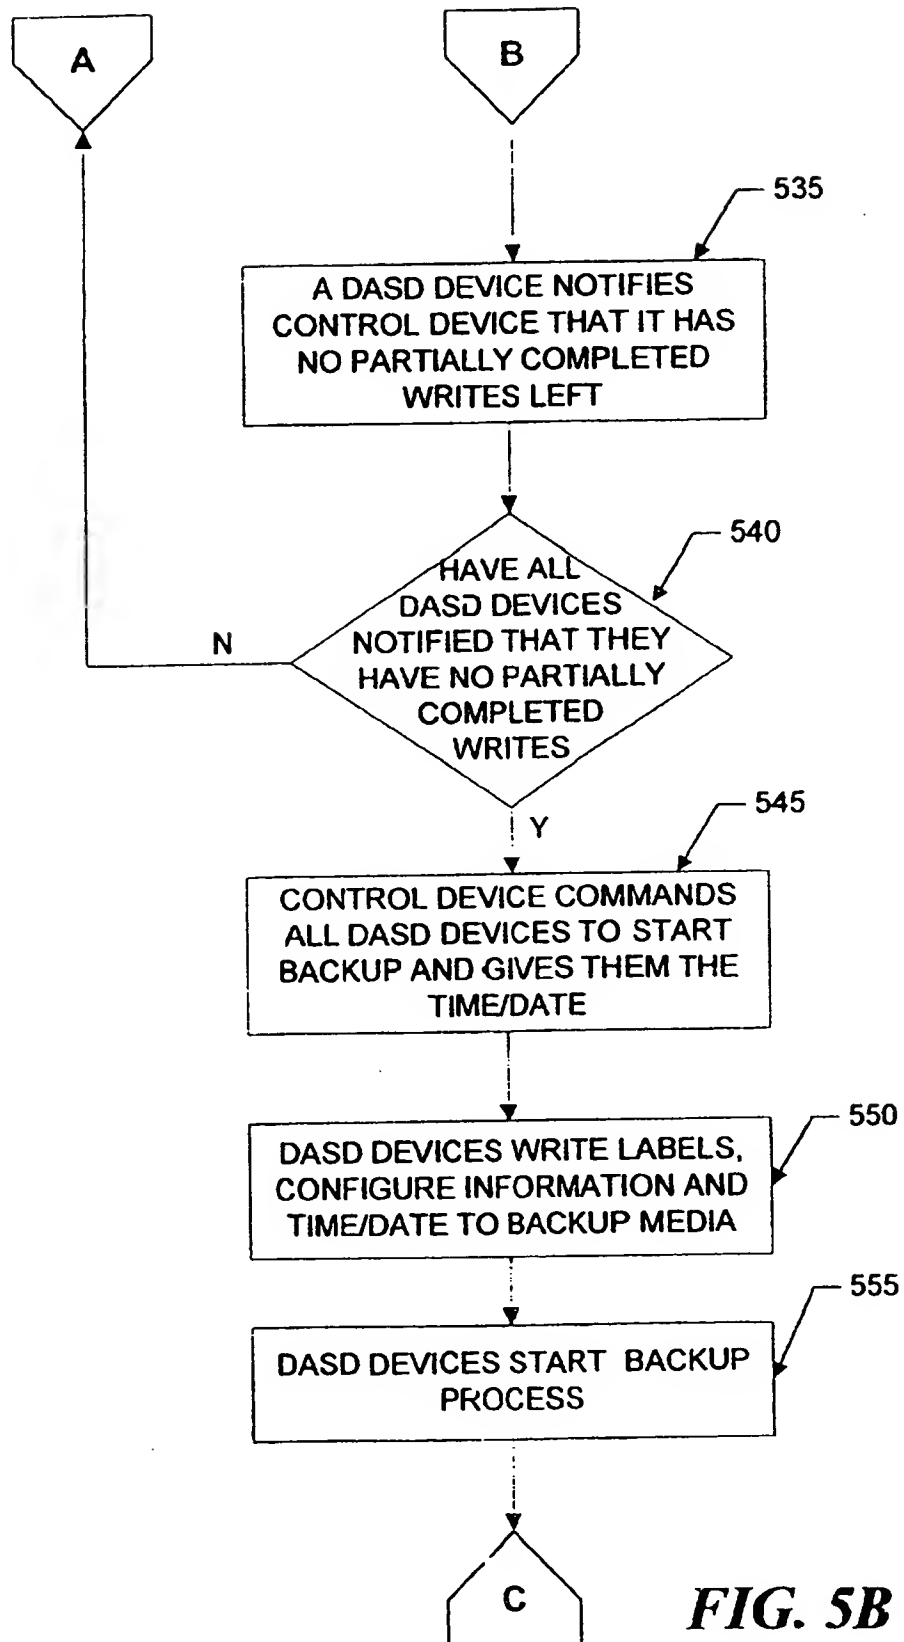 A
B
535
A DASD DEVICE NOTIFIES
CONTROL DEVICE THAT IT HAS
NO PARTIALLY COMPLETED
WRITES LEFT
540
HAVE ALL
DASD DEVICES
NOTIFIED THAT THEY
HAVE NO PARTIALLY
COMPLETED
WRITES
N
Y
545
CONTROL DEVICE COMMANDS
ALL DASD DEVICES TO START
BACKUP AND GIVES THEM THE
TIME/DATE
550
DASD DEVICES WRITE LABELS,
CONFIGURE INFORMATION AND
TIME/DATE TO BACKUP MEDIA
555
DASD DEVICES START BACKUP
PROCESS
C
FIG. 5B